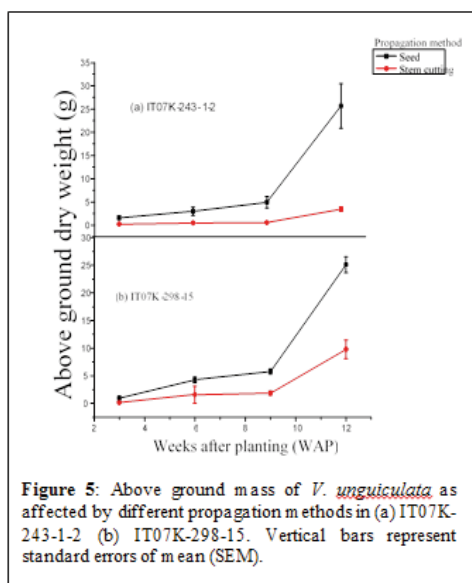 Propagation method
Seed
Stem cutting
35
30
25
20
15
10
5
0
(a) IT07K-243-1-2
Above ground dry weight (g)
30
25
20
15
10
5
0
(b) IT07K-298-15
2 4 6 8 10 12
Weeks after planting (WAP)
Figure 5: Above ground mass of V. unguiculata as
affected by different propagation methods in (a) IT07K-
243-1-2 (b) IT07K-298-15. Vertical bars represent
standard errors of mean (SEM).